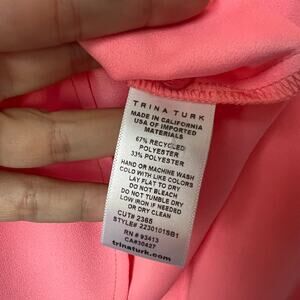 TRINA TURK
MADE IN CALIFORNIA
USA OF IMPORTED
MATERIALS
67% RECYCLED
POLYESTER
33% POLYESTER
HAND OR MACHINE WASH
COLD WITH LIKE COLORS
LAY FLAT TO DRY
DO NOT BLEACH
DO NOT TUMBLE DRY
LOW IRON IF NEEDED
OR DRY CLEAN
CUT# 2365
STYLE# 2230101SB1
RN # 93413
CA#30427
trinaturk.com